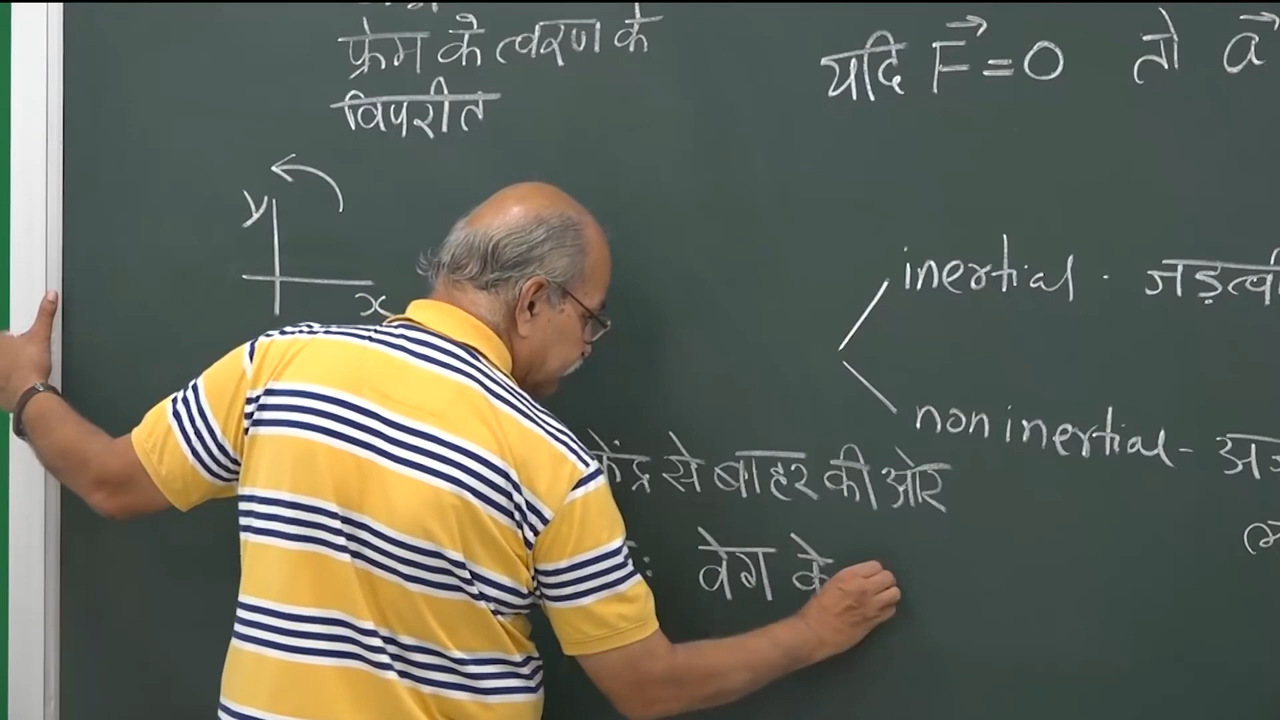 फ्रेम के त्वरण के
विपरीत
y
x
यदि F⃗ = 0 तो a⃗
inertial · जड़त्वी
non inertial -
केंद्र से बाहर की ओर
वेग के